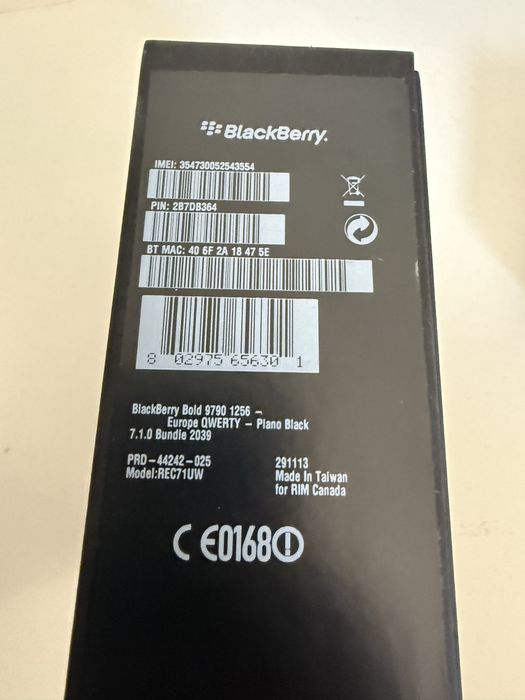 BlackBerry.
IMEI: 354730052543554
PIN: 2B7DB364
BT MAC: 40 6F 2A 18 47 5E
8 02975 65630 1
BlackBerry Bold 9790 1256 –
Europe QWERTY – Piano Black
7.1.0 Bundle 2039
PRD-44242-025
Model:REC71UW
291113
Made In Taiwan
for RIM Canada
CE0168